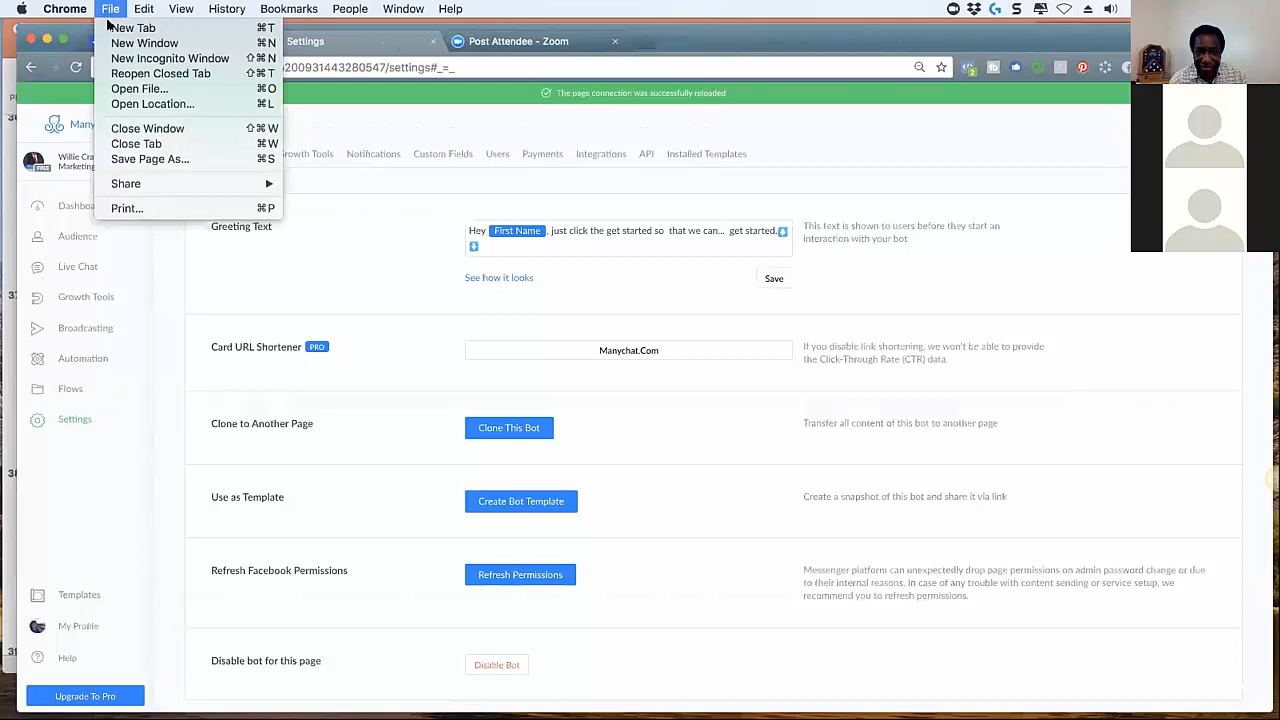 Chrome File Edit View History Bookmarks People Window Help
New Tab ⌘T
New Window ⌘N
New Incognito Window ⇧⌘N
Reopen Closed Tab ⇧⌘T
Open File... ⌘O
Open Location... ⌘L
Close Window ⇧⌘W
Close Tab ⌘W
Save Page As... ⌘S
Share
Print... ⌘P
Settings
Post Attendee - Zoom
200931443280547/settings#_=_
2
The page connection was successfully reloaded
Many
Willie Cra
Marketing
FREE
Dashboa
Audience
Live Chat
Growth Tools
Broadcasting
Automation
Flows
Settings
Templates
My Profile
Help
Upgrade To Pro
rowth Tools Notifications Custom Fields Users Payments Integrations API Installed Templates
Greeting Text
Hey First Name , just click the get started so that we can... get started.
See how it looks
Save
This text is shown to users before they start an
interaction with your bot
Card URL Shortener PRO
Manychat.Com
If you disable link shortening, we won't be able to provide
the Click-Through Rate (CTR) data.
Clone to Another Page
Clone This Bot
Transfer all content of this bot to another page
Use as Template
Create Bot Template
Create a snapshot of this bot and share it via link
Refresh Facebook Permissions
Refresh Permissions
Messenger platform can unexpectedly drop page permissions on admin password change or due
to their internal reasons. In case of any trouble with content sending or service setup, we
recommend you to refresh permissions.
Disable bot for this page
Disable Bot